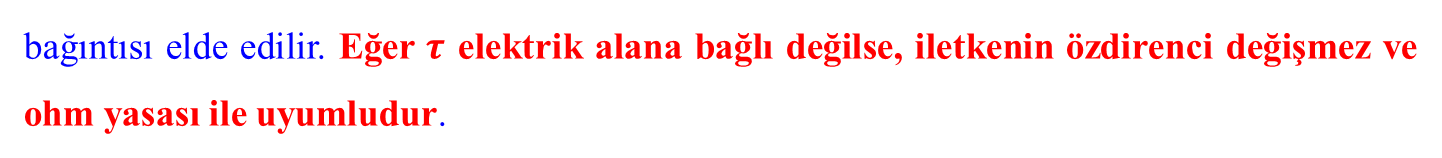 bağıntısı elde edilir. Eğer τ elektrik alana bağlı değilse, iletkenin özdirenci değişmez ve
ohm yasası ile uyumludur.